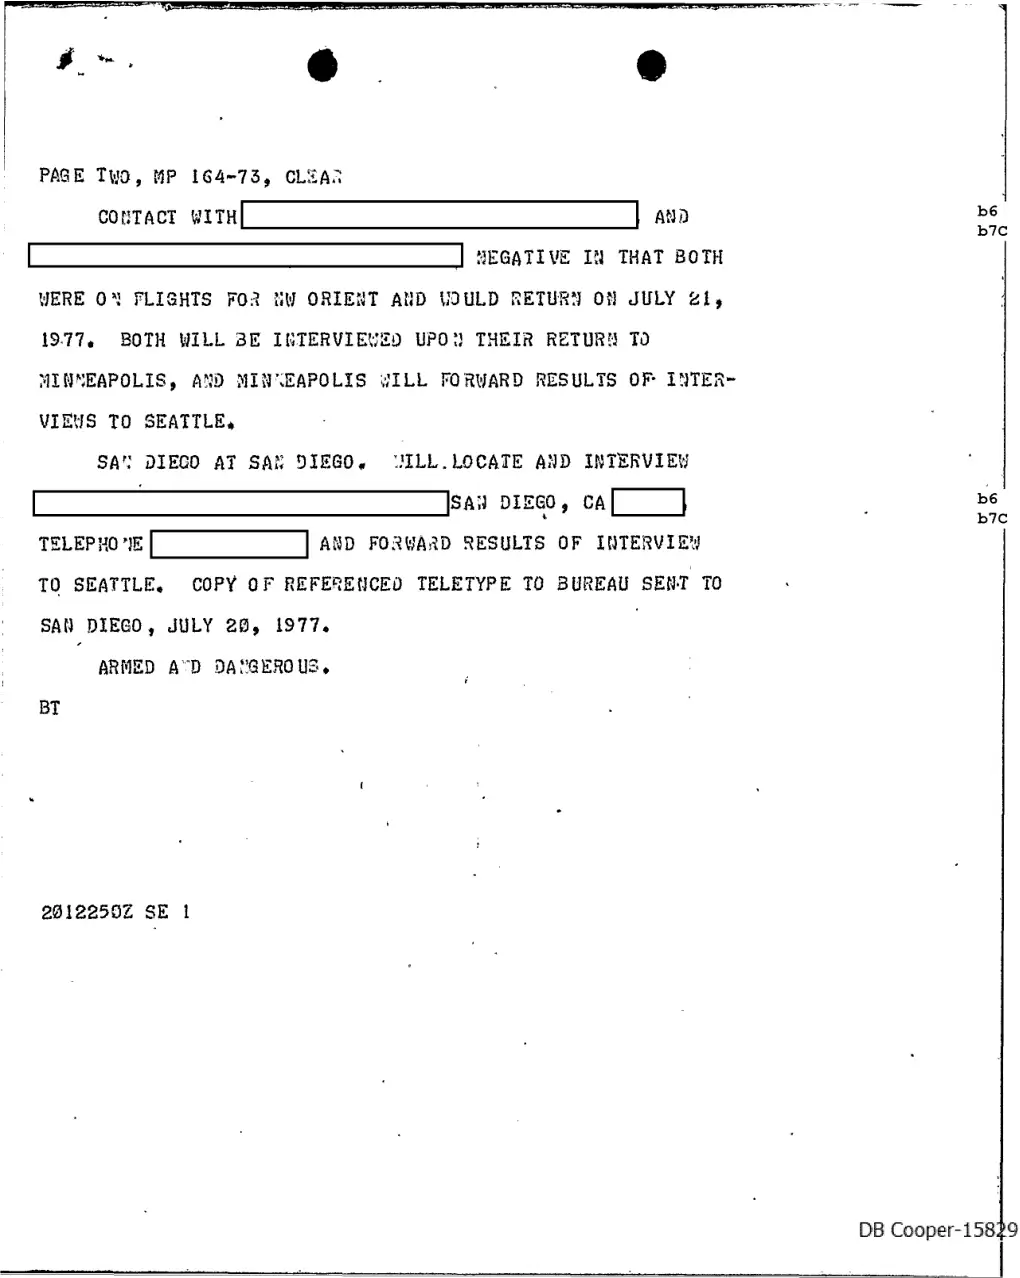 PAGE TWO, MP 164-73, CLEAR
CONTACT WITH AND
b6
b7C
NEGATIVE IN THAT BOTH
WERE ON FLIGHTS FOR NW ORIENT AND WOULD RETURN ON JULY 21,
1977. BOTH WILL BE INTERVIEWED UPON THEIR RETURN TO
MINNEAPOLIS, AND MINNEAPOLIS WILL FORWARD RESULTS OF INTER-
VIEWS TO SEATTLE.
SAN DIEGO AT SAN DIEGO. WILL LOCATE AND INTERVIEW
SAN DIEGO, CA
b6
b7C
TELEPHONE AND FORWARD RESULTS OF INTERVIEW
TO SEATTLE. COPY OF REFERENCED TELETYPE TO BUREAU SENT TO
SAN DIEGO, JULY 20, 1977.
ARMED AND DANGEROUS.
BT
2012250Z SE 1
DB Cooper-15829